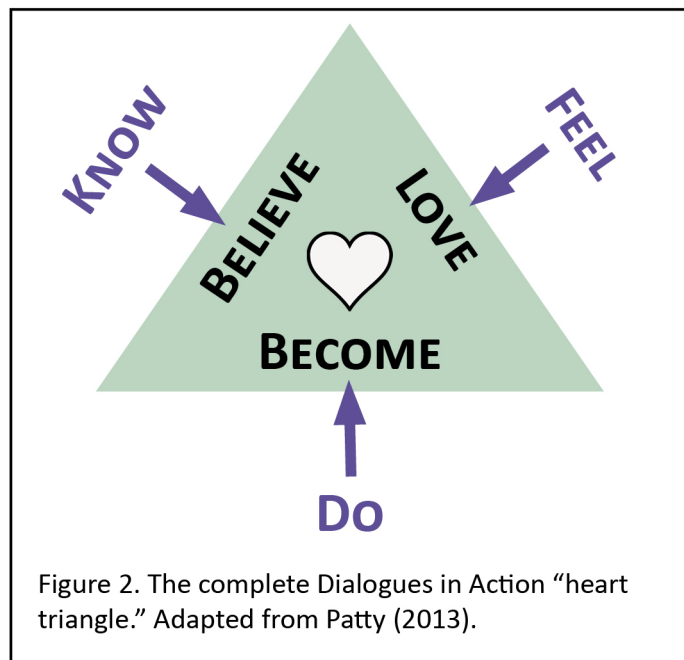 KNOW
FEEL
BELIEVE
LOVE
BECOME
DO
Figure 2. The complete Dialogues in Action “heart
triangle.” Adapted from Patty (2013).